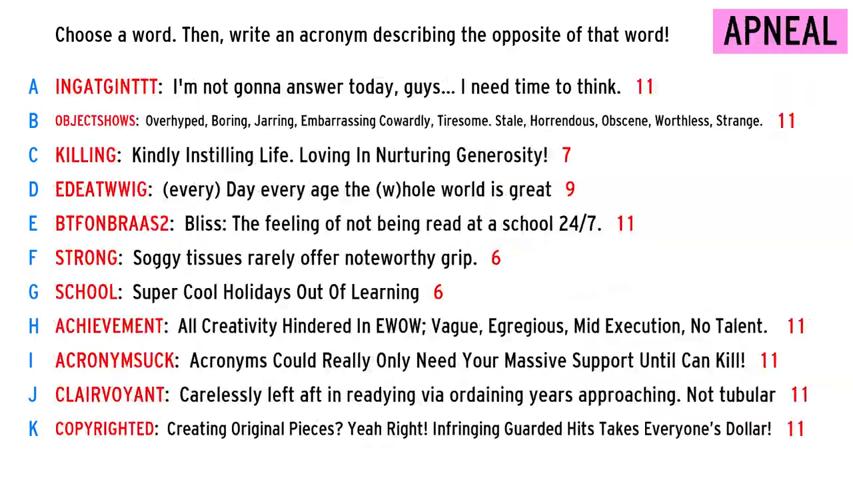 Choose a word. Then, write an acronym describing the opposite of that word!
APNEAL
A INGATGINTTT: I'm not gonna answer today, guys... I need time to think. 11
B OBJECTSHOWS: Overhyped, Boring, Jarring, Embarrassing Cowardly, Tiresome. Stale, Horrendous, Obscene, Worthless, Strange. 11
C KILLING: Kindly Instilling Life. Loving In Nurturing Generosity! 7
D EDEATWWIG: (every) Day every age the (w)hole world is great 9
E BTFONBRAAS2: Bliss: The feeling of not being read at a school 24/7. 11
F STRONG: Soggy tissues rarely offer noteworthy grip. 6
G SCHOOL: Super Cool Holidays Out Of Learning 6
H ACHIEVEMENT: All Creativity Hindered In EWOW; Vague, Egregious, Mid Execution, No Talent. 11
I ACRONYMSUCK: Acronyms Could Really Only Need Your Massive Support Until Can Kill! 11
J CLAIRVOYANT: Carelessly left aft in readying via ordaining years approaching. Not tubular 11
K COPYRIGHTED: Creating Original Pieces? Yeah Right! Infringing Guarded Hits Takes Everyone's Dollar! 11